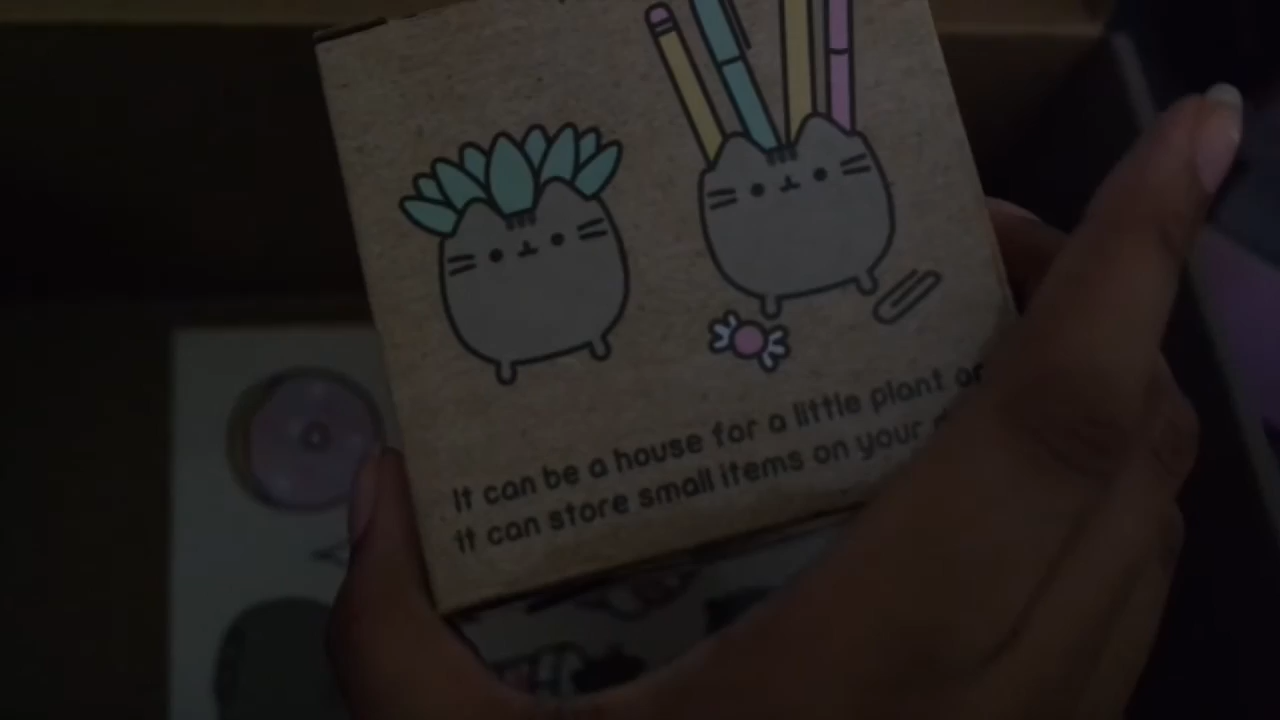 It can be a house for a little plant or
it can store small items on your